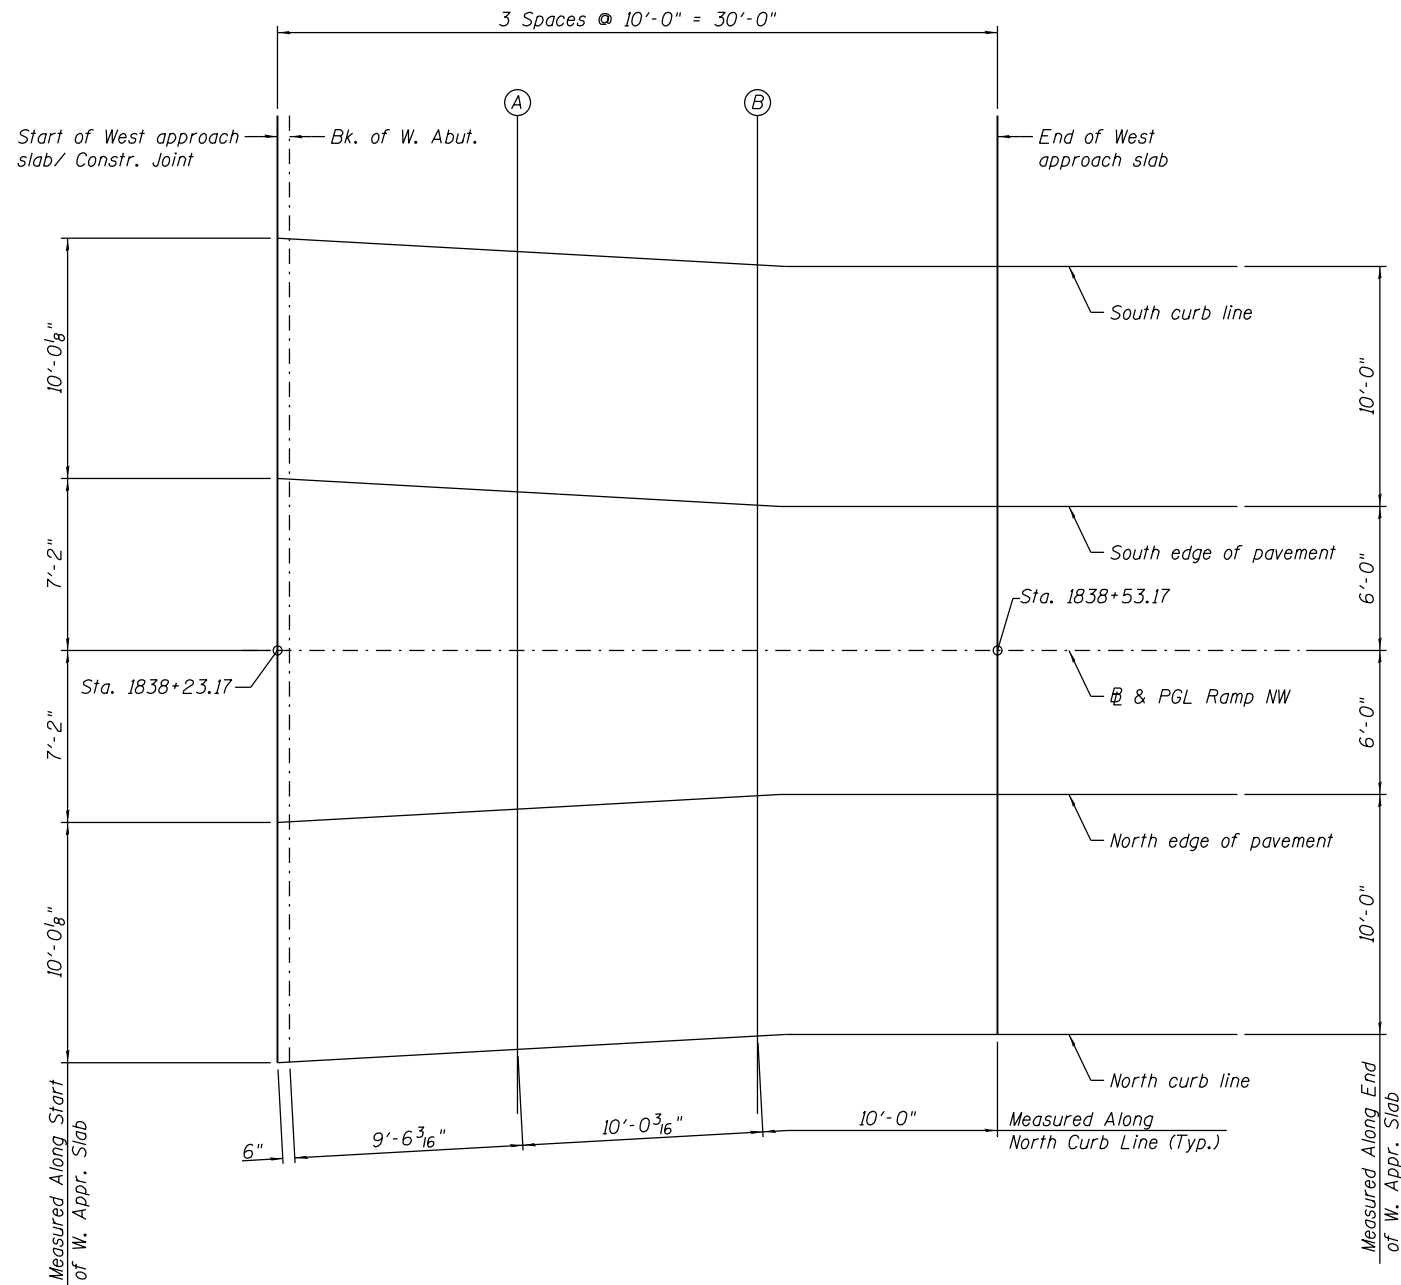 3 Spaces @ 10'-0" = 30'-0"
A
B
Start of West approach
slab/ Constr. Joint
Bk. of W. Abut.
End of West
approach slab
10'-0⅛"
7'-2"
7'-2"
10'-0⅛"
Measured Along Start
of W. Appr. Slab
South curb line
South edge of pavement
Sta. 1838+53.17
Sta. 1838+23.17
& PGL Ramp NW
North edge of pavement
North curb line
10'-0"
6'-0"
6'-0"
10'-0"
Measured Along End
of W. Appr. Slab
6"
9'-6 3/16"
10'-0 3/16"
10'-0"
Measured Along
North Curb Line (Typ.)